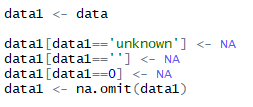 data1 <- data
data1[data1=='unknown'] <- NA
data1[data1==''] <- NA
data1[data1==0] <- NA
data1 <- na.omit(data1)